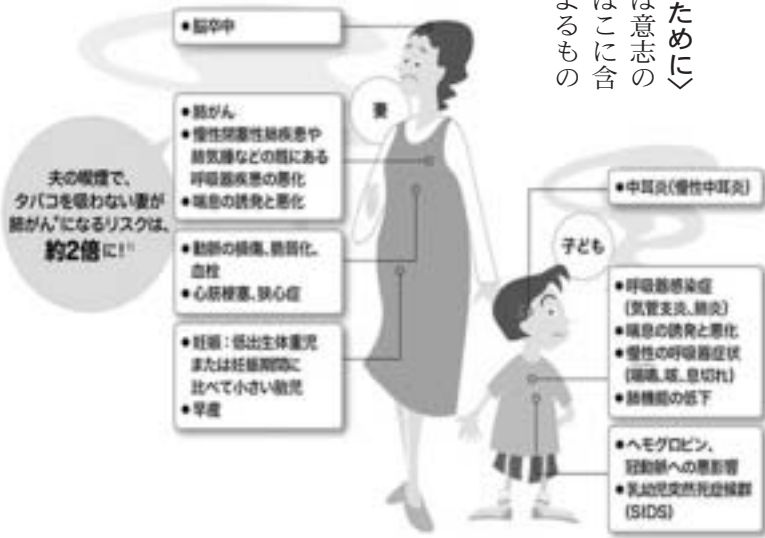 ために〉
は意志の
はこに含
よるもの
●脳卒中
妻
●肺がん
●慢性閉塞性肺疾患や
肺気腫などの既にある
呼吸器疾患の悪化
●喘息の誘発と悪化
夫の喫煙で、
タバコを吸わない妻が
肺がん*になるリスクは、
約2倍に!¹⁾
●動脈の損傷、脆弱化、
血栓
●心筋梗塞、狭心症
●妊娠：低出生体重児
または妊娠期間に
比べて小さい胎児
●早産
子ども
●中耳炎(慢性中耳炎)
●呼吸器感染症
(気管支炎、肺炎)
●喘息の誘発と悪化
●慢性の呼吸器症状
(喘鳴、咳、息切れ)
●肺機能の低下
●ヘモグロビン、
冠動脈への悪影響
●乳幼児突然死症候群
(SIDS)